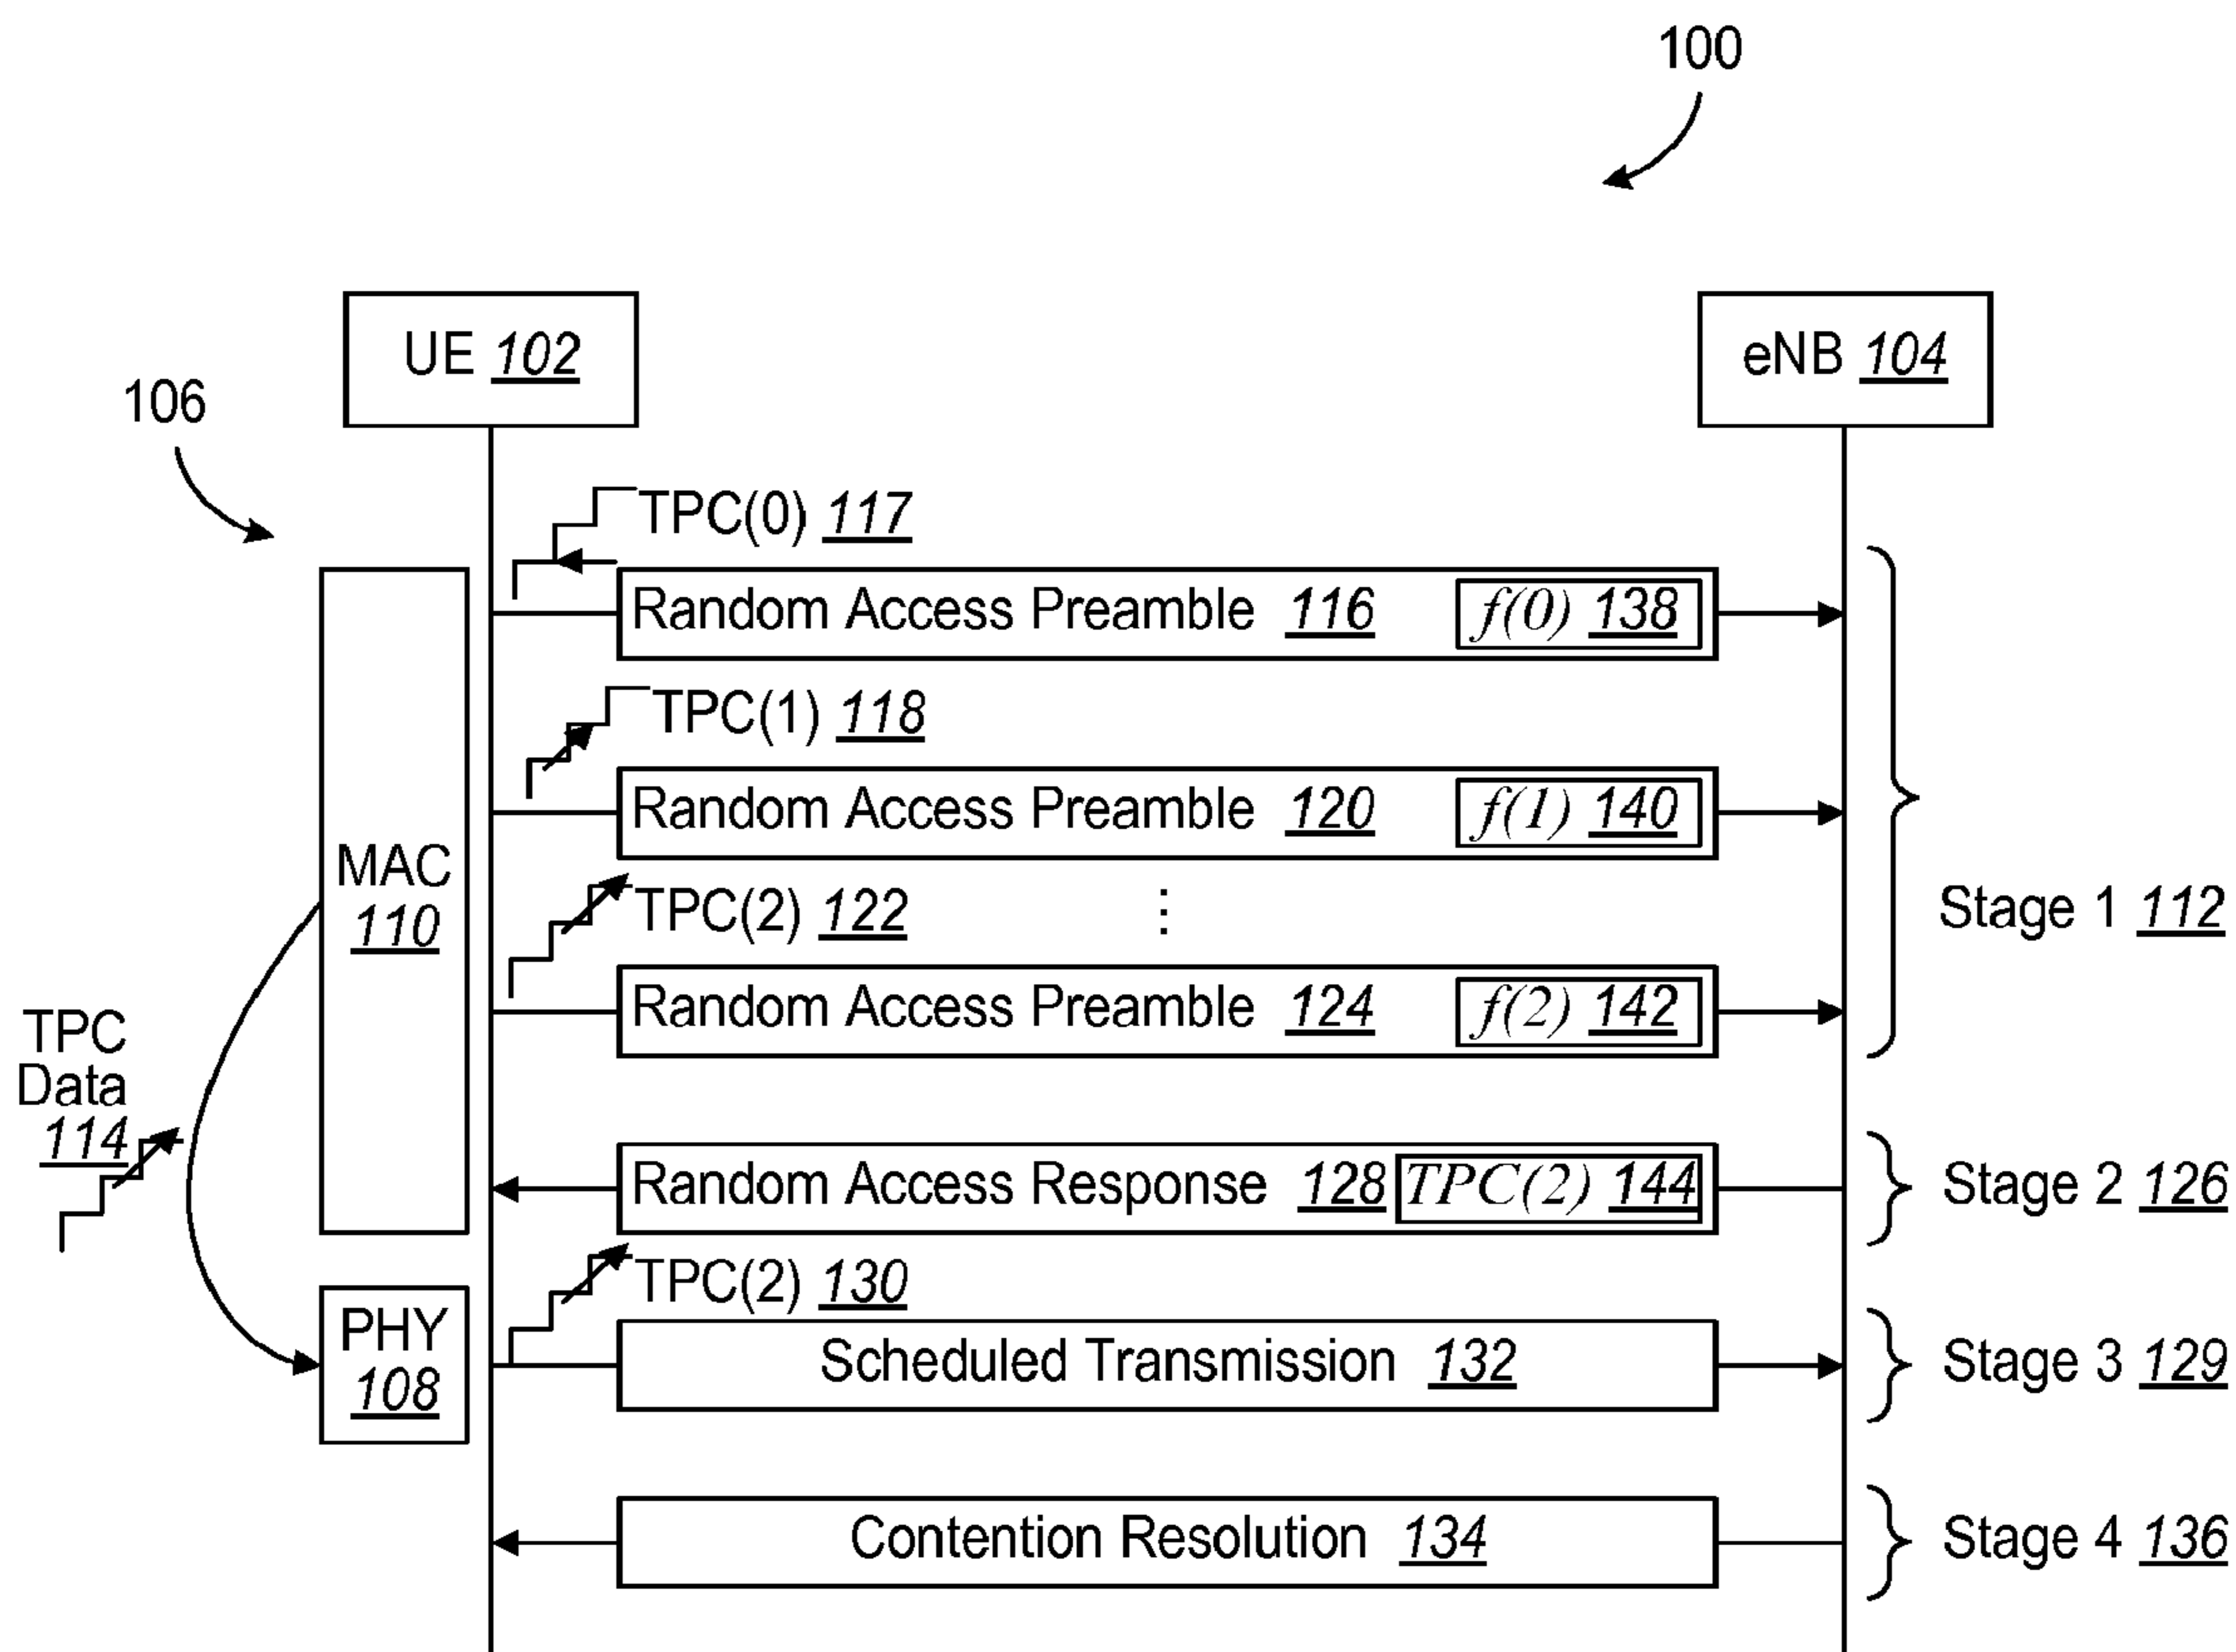 100
UE 102
eNB 104
106
TPC(0) 117
Random Access Preamble 116 f(0) 138
TPC(1) 118
Random Access Preamble 120 f(1) 140
MAC
110
TPC(2) 122
⋮
Stage 1 112
Random Access Preamble 124 f(2) 142
TPC
Data
114
Random Access Response 128 TPC(2) 144
Stage 2 126
TPC(2) 130
PHY
108
Scheduled Transmission 132
Stage 3 129
Contention Resolution 134
Stage 4 136